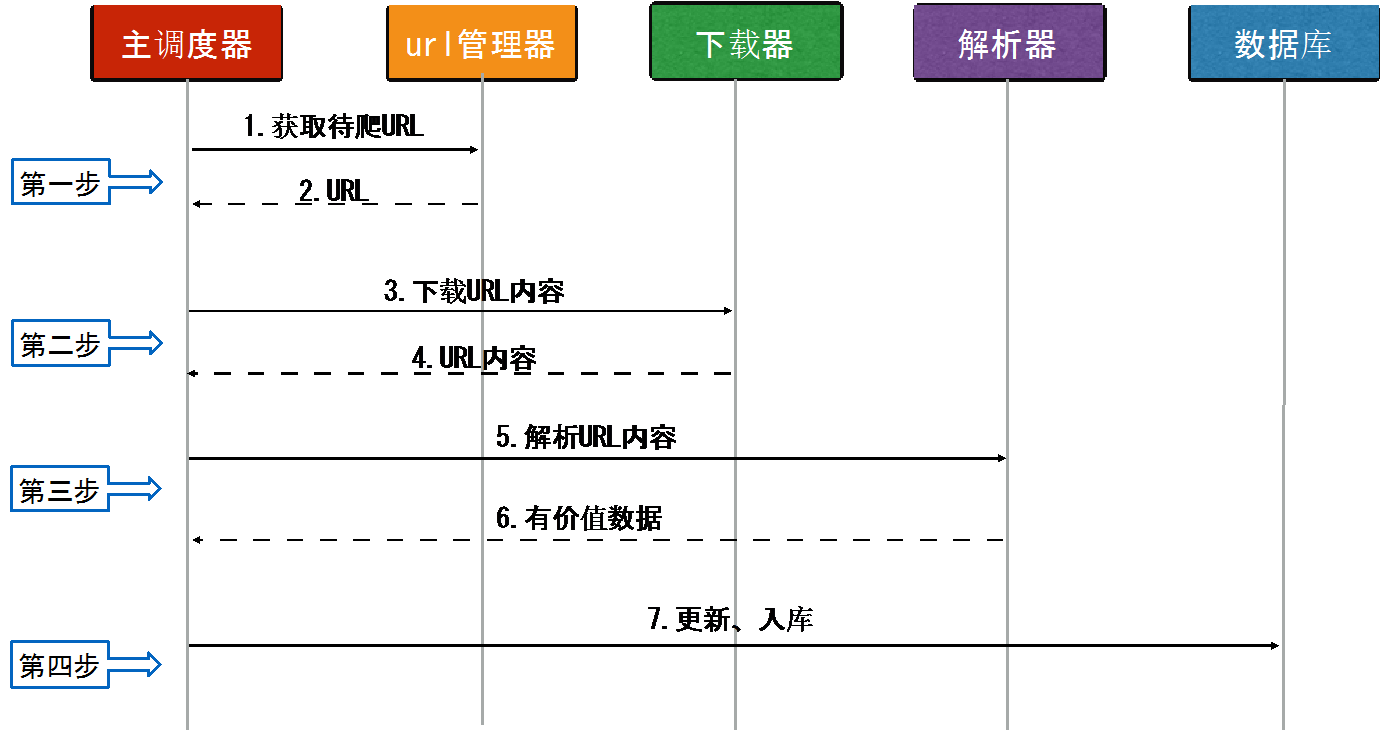 主调度器
url管理器
下载器
解析器
数据库
1.获取待爬URL
第一步
2.URL
3.下载URL内容
第二步
4.URL内容
5.解析URL内容
第三步
6.有价值数据
7.更新、入库
第四步